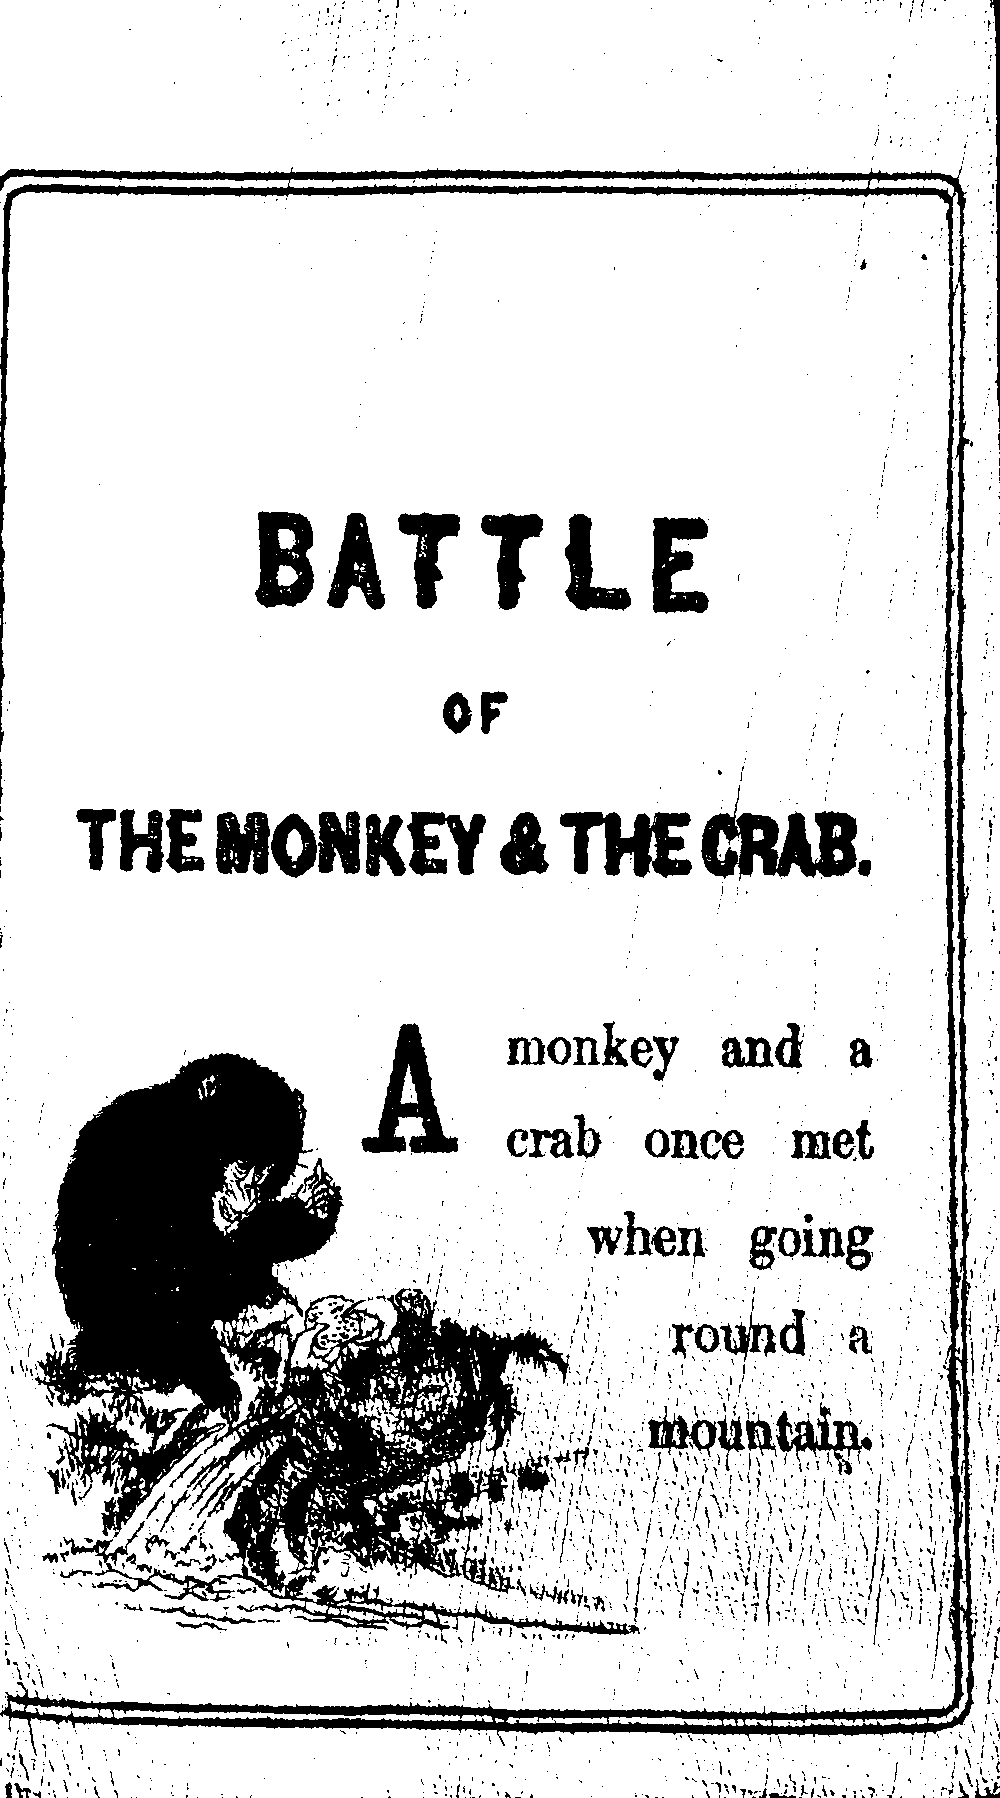 BATTLE
OF
THE MONKEY & THE CRAB.
A monkey and a
crab once met
when going
round a
mountain.